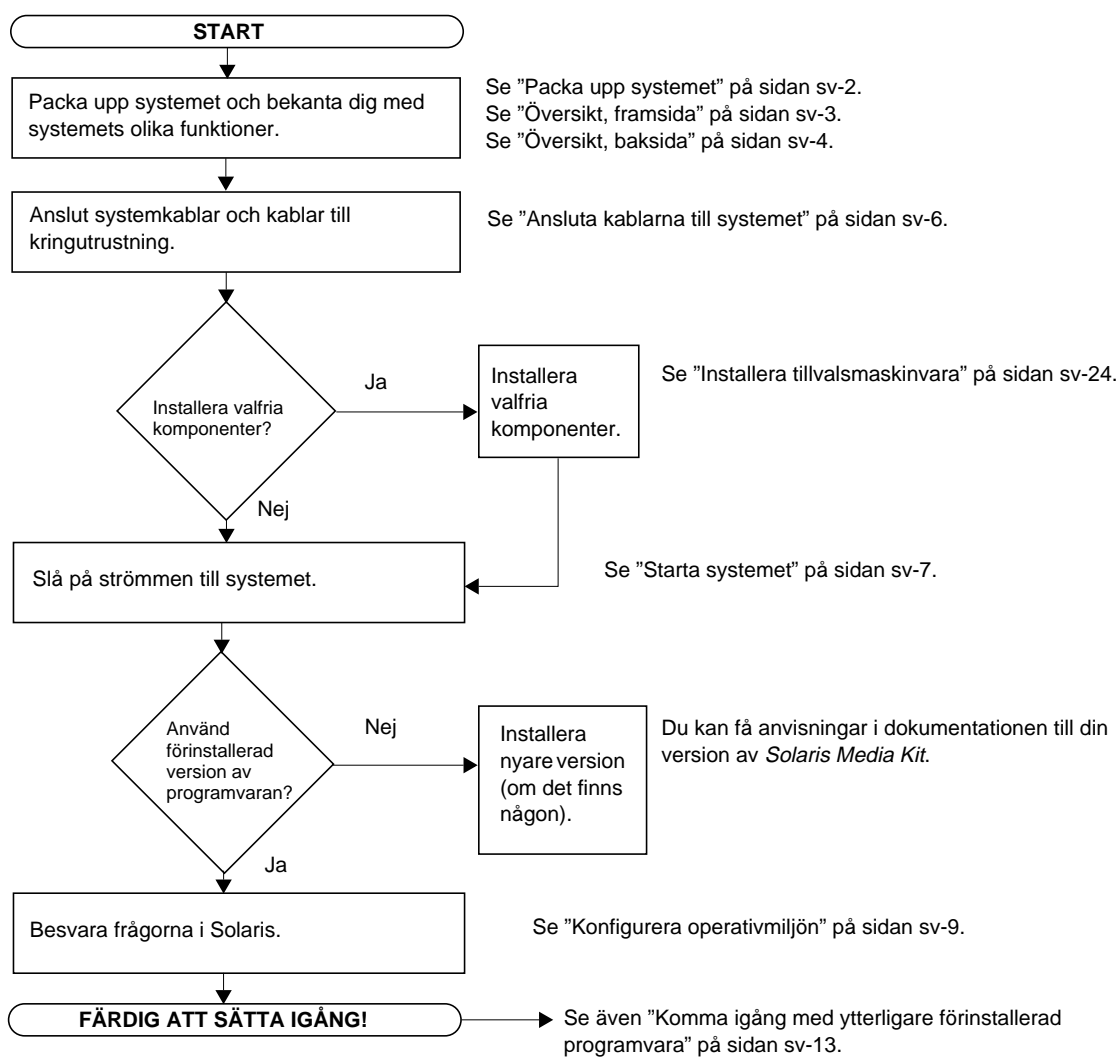 START
Packa upp systemet och bekanta dig med
systemets olika funktioner.
Se ”Packa upp systemet” på sidan sv-2.
Se ”Översikt, framsida” på sidan sv-3.
Se ”Översikt, baksida” på sidan sv-4.
Anslut systemkablar och kablar till
kringutrustning.
Se ”Ansluta kablarna till systemet” på sidan sv-6.
Installera valfria
komponenter?
Ja
Installera
valfria
komponenter.
Se ”Installera tillvalsmaskinvara” på sidan sv-24.
Nej
Slå på strömmen till systemet.
Se ”Starta systemet” på sidan sv-7.
Använd
förinstallerad
version av
programvaran?
Nej
Installera
nyare version
(om det finns
någon).
Du kan få anvisningar i dokumentationen till din
version av Solaris Media Kit.
Ja
Besvara frågorna i Solaris.
Se ”Konfigurera operativmiljön” på sidan sv-9.
FÄRDIG ATT SÄTTA IGÅNG!
Se även ”Komma igång med ytterligare förinstallerad
programvara” på sidan sv-13.